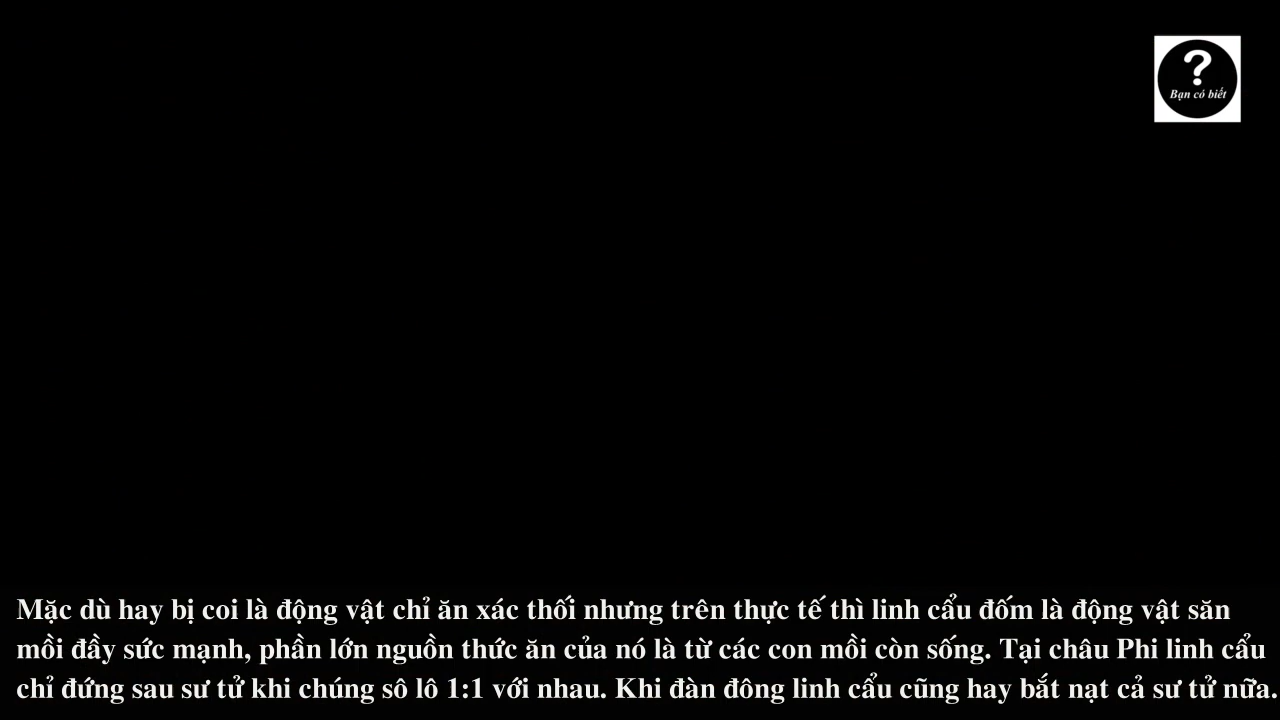 ?
Bạn có biết
Mặc dù hay bị coi là động vật chỉ ăn xác thối nhưng trên thực tế thì linh cẩu đốm là động vật săn
mồi đầy sức mạnh, phần lớn nguồn thức ăn của nó là từ các con mồi còn sống. Tại châu Phi linh cẩu
chỉ đứng sau sư tử khi chúng sô lô 1:1 với nhau. Khi đàn đông linh cẩu cũng hay bắt nạt cả sư tử nữa.